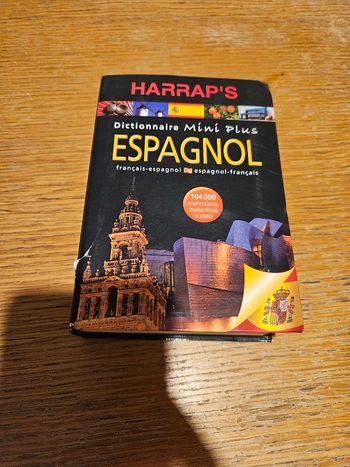 HARRAP'S
Dictionnaire Mini Plus
ESPAGNOL
français-espagnol espagnol-français
104 000
expressions,
traductions
et mots